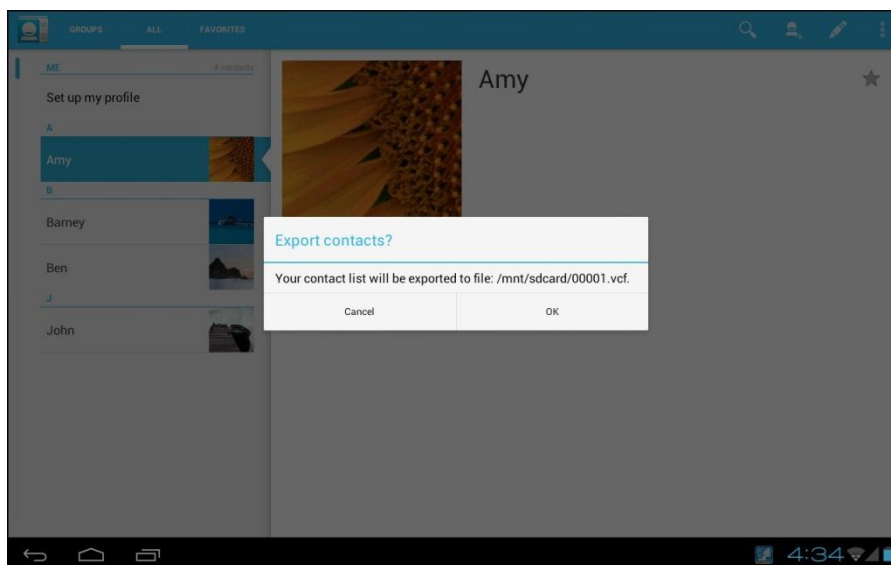 GROUPS ALL FAVORITES
ME 4 contacts
Set up my profile
A
Amy
B
Barney
Ben
J
John
Amy
Export contacts?
Your contact list will be exported to file: /mnt/sdcard/00001.vcf.
Cancel OK
4:34